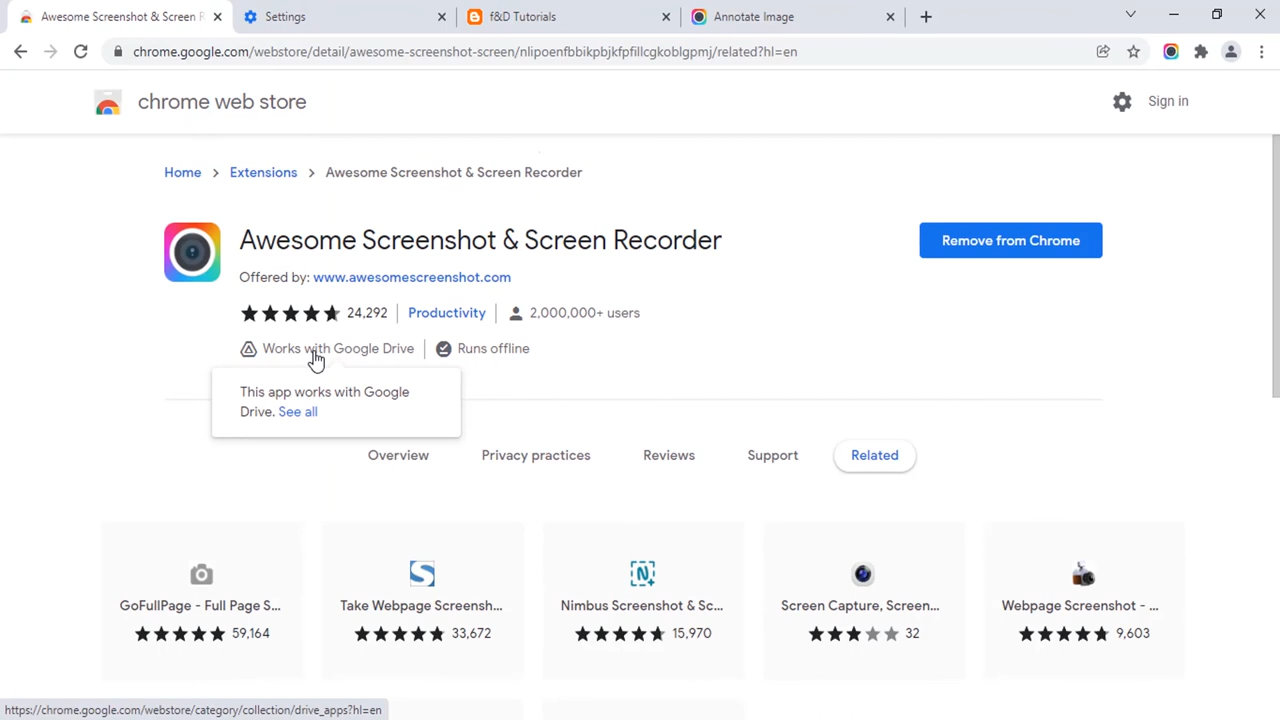 Awesome Screenshot & Screen R
Settings
f&D Tutorials
Annotate Image
chrome.google.com/webstore/detail/awesome-screenshot-screen/nlipoenfbbikpbjkfpfillcgkoblgpmj/related?hl=en
chrome web store
Sign in
Home > Extensions > Awesome Screenshot & Screen Recorder
Awesome Screenshot & Screen Recorder
Remove from Chrome
Offered by: www.awesomescreenshot.com
24,292 Productivity 2,000,000+ users
Works with Google Drive Runs offline
This app works with Google
Drive. See all
Overview Privacy practices Reviews Support Related
GoFullPage - Full Page S...
59,164
Take Webpage Screensh...
33,672
Nimbus Screenshot & Sc...
15,970
Screen Capture, Screen...
32
Webpage Screenshot - ...
9,603
https://chrome.google.com/webstore/category/collection/drive_apps?hl=en